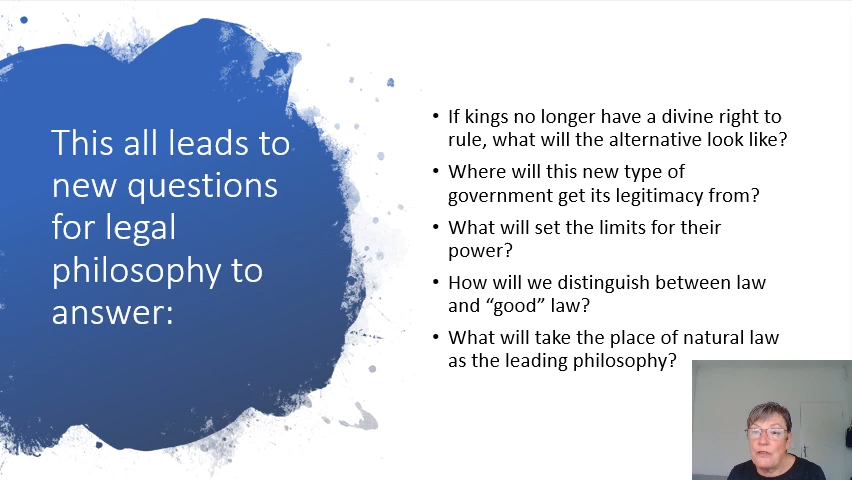 This all leads to
new questions
for legal
philosophy to
answer:
• If kings no longer have a divine right to
rule, what will the alternative look like?
• Where will this new type of
government get its legitimacy from?
• What will set the limits for their
power?
• How will we distinguish between law
and “good” law?
• What will take the place of natural law
as the leading philosophy?